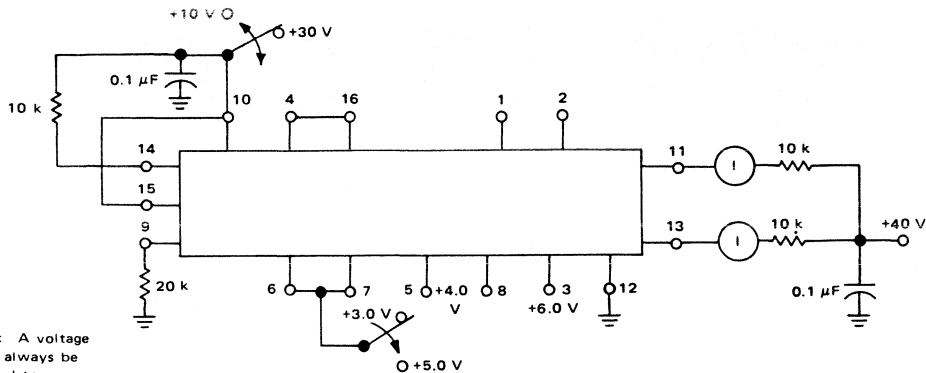 +10 V
+30 V
0.1 µF
10 k
10
4
16
1
2
14
11
10 k
15
9
13
10 k
+40 V
20 k
6
7
5
+4.0
V
8
3
+6.0 V
12
0.1 µF
+3.0 V
+5.0 V
I
I
: A voltage
always be